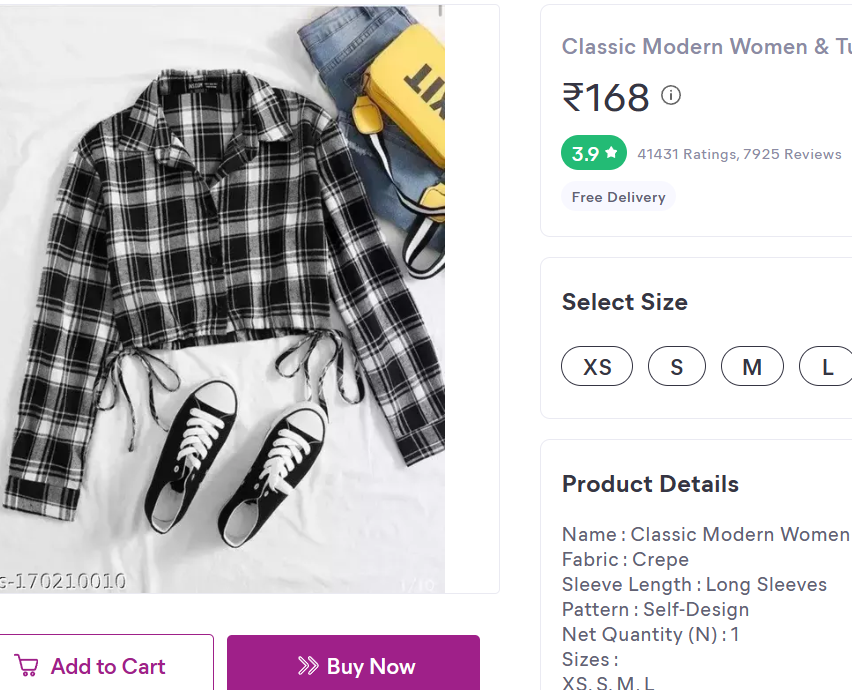 Classic Modern Women & Tu
₹168
3.9 ★ 41431 Ratings, 7925 Reviews
Free Delivery
Select Size
XS S M L
Product Details
Name : Classic Modern Women
Fabric : Crepe
Sleeve Length : Long Sleeves
Pattern : Self-Design
Net Quantity (N) : 1
Sizes :
XS, S, M, L
EXIT
s-170210010
Add to Cart
Buy Now